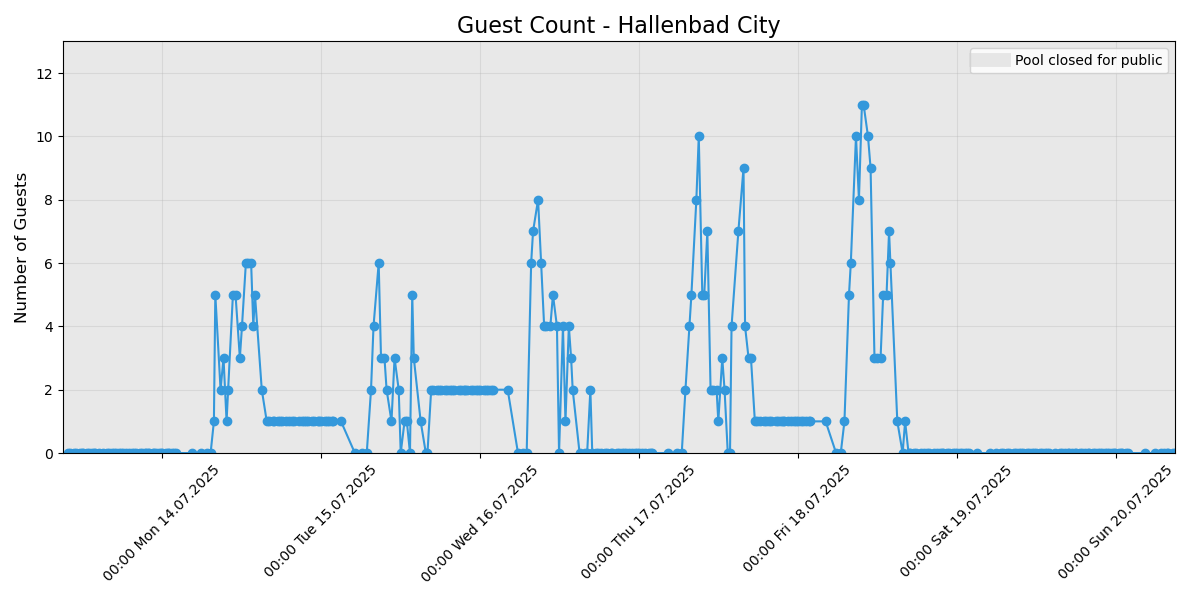 Guest Count - Hallenbad City
Pool closed for public
Number of Guests
12
10
8
6
4
2
0
00:00 Mon 14.07.2025
00:00 Tue 15.07.2025
00:00 Wed 16.07.2025
00:00 Thu 17.07.2025
00:00 Fri 18.07.2025
00:00 Sat 19.07.2025
00:00 Sun 20.07.2025